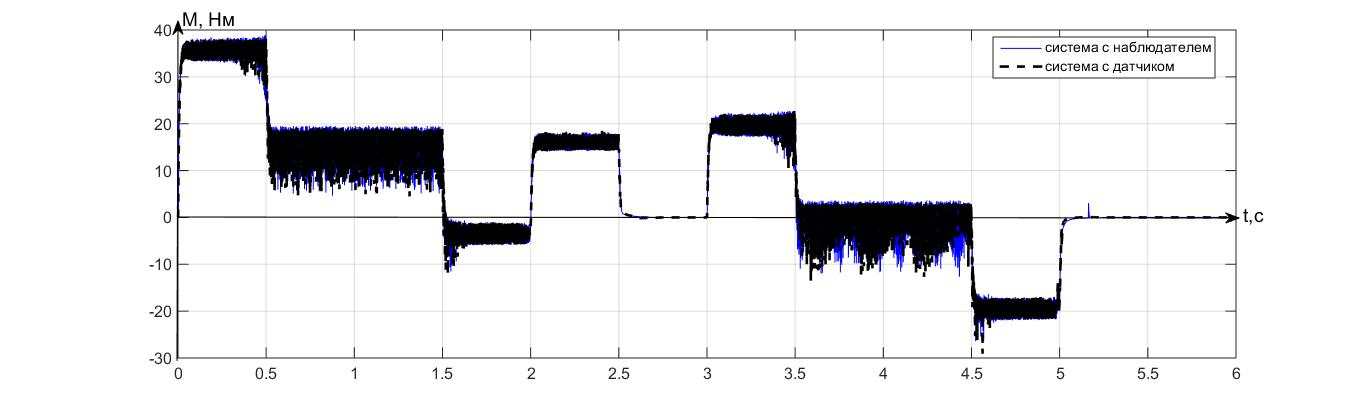 М, Нм
система с наблюдателем
система с датчиком
40
30
20
10
0
-10
-20
-30
t,с
0 0.5 1 1.5 2 2.5 3 3.5 4 4.5 5 5.5 6